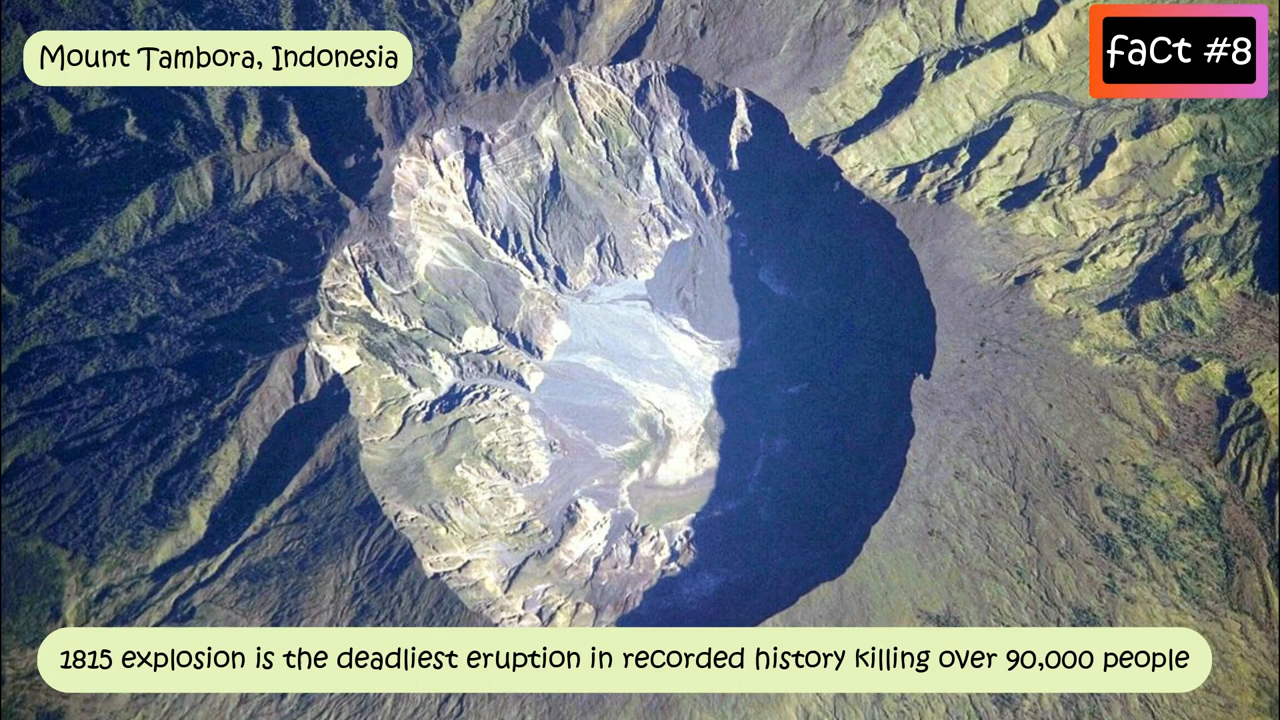 Mount Tambora, Indonesia
fact #8
1815 explosion is the deadliest eruption in recorded history killing over 90,000 people